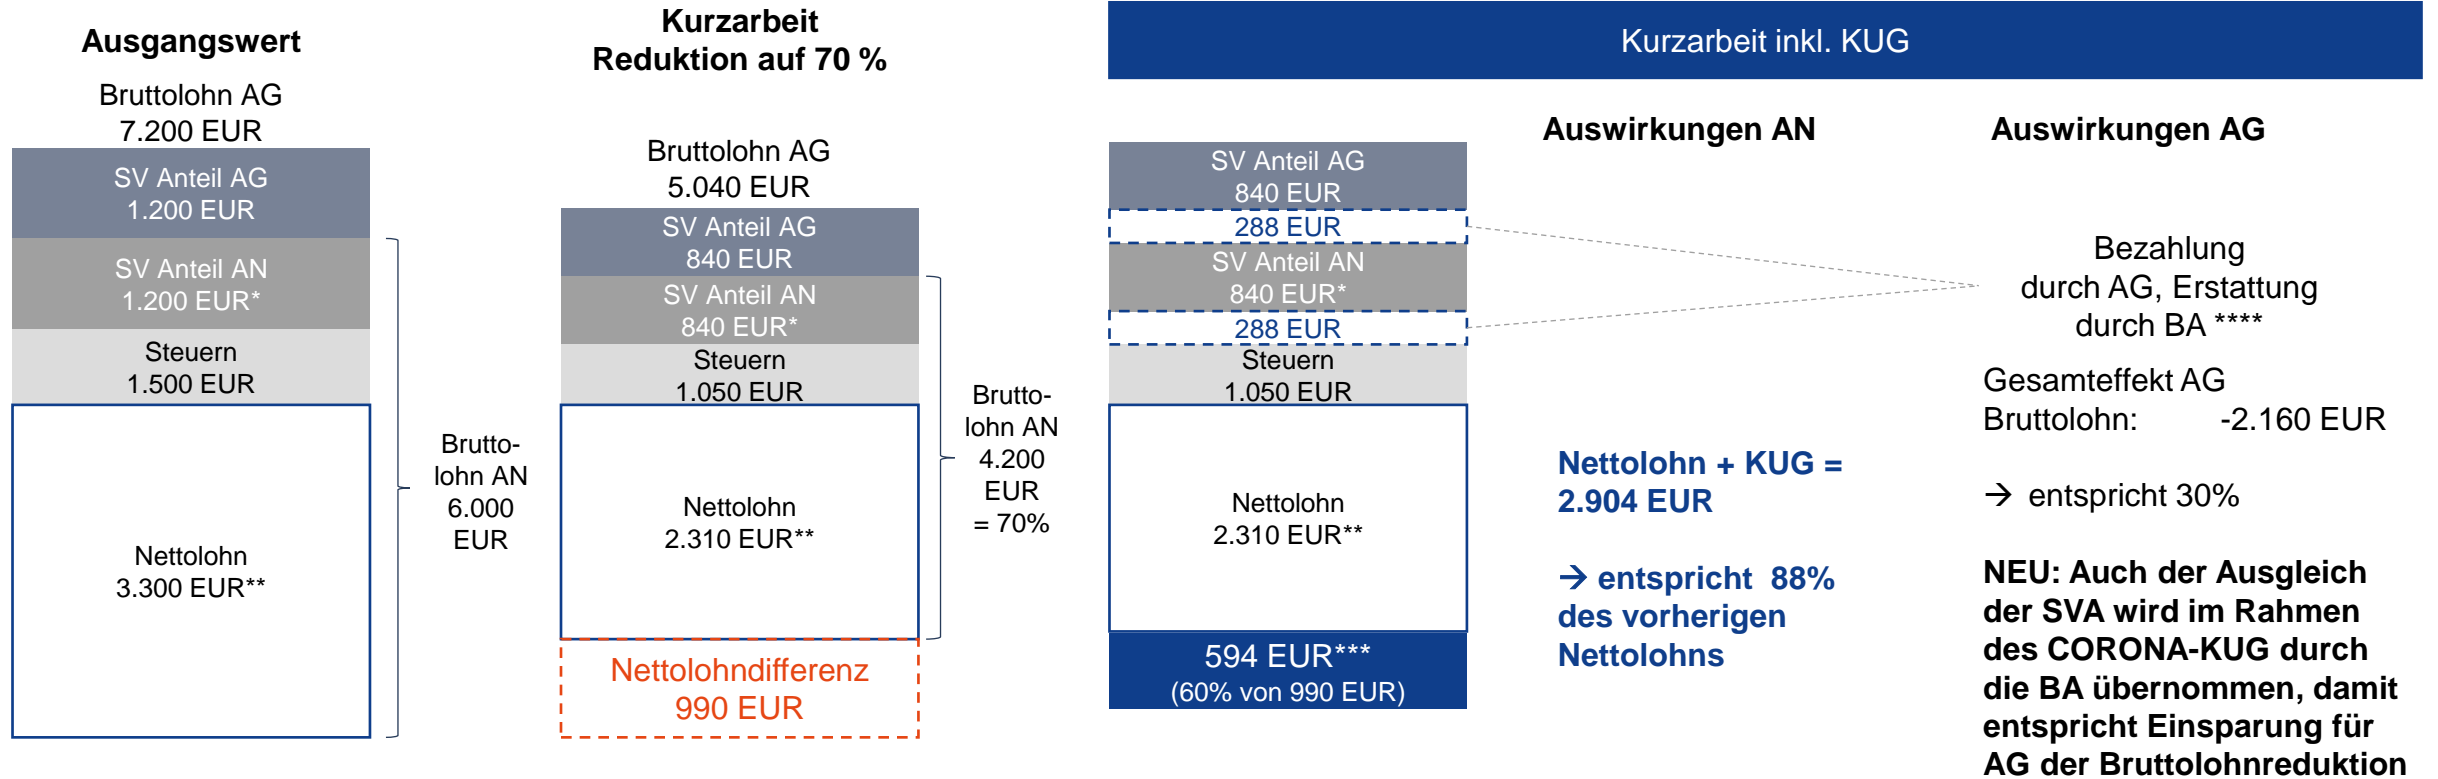 Ausgangswert
Bruttolohn AG
7.200 EUR
SV Anteil AG
1.200 EUR
SV Anteil AN
1.200 EUR*
Steuern
1.500 EUR
Nettolohn
3.300 EUR**
Brutto-
lohn AN
6.000
EUR
Kurzarbeit
Reduktion auf 70 %
Bruttolohn AG
5.040 EUR
SV Anteil AG
840 EUR
SV Anteil AN
840 EUR*
Steuern
1.050 EUR
Nettolohn
2.310 EUR**
Nettolohndifferenz
990 EUR
Brutto-
lohn AN
4.200
EUR
= 70%
Kurzarbeit inkl. KUG
SV Anteil AG
840 EUR
288 EUR
SV Anteil AN
840 EUR*
288 EUR
Steuern
1.050 EUR
Nettolohn
2.310 EUR**
594 EUR***
(60% von 990 EUR)
Auswirkungen AN
Nettolohn + KUG =
2.904 EUR
→ entspricht 88%
des vorherigen
Nettolohns
Auswirkungen AG
Bezahlung
durch AG, Erstattung
durch BA ****
Gesamteffekt AG
Bruttolohn: -2.160 EUR
→ entspricht 30%
NEU: Auch der Ausgleich
der SVA wird im Rahmen
des CORONA-KUG durch
die BA übernommen, damit
entspricht Einsparung für
AG der Bruttolohnreduktion